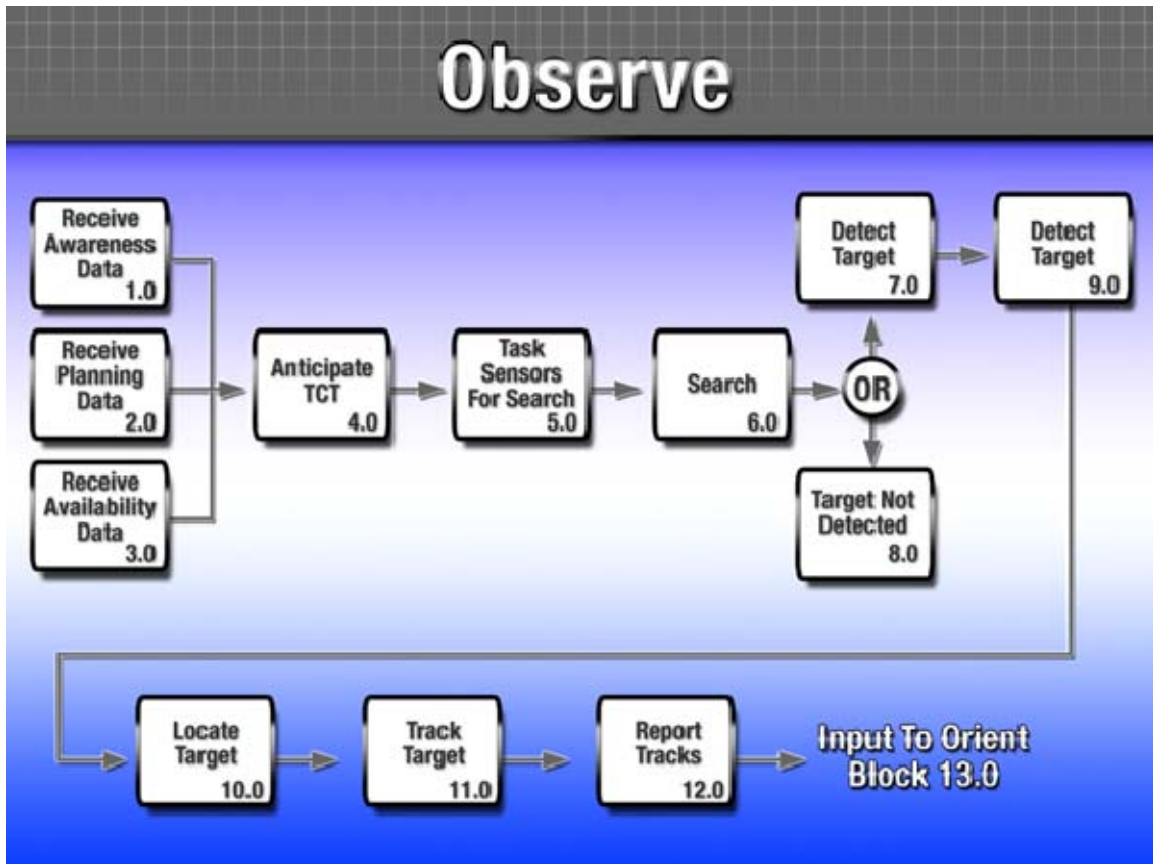 Observe
Receive
Awareness
Data
1.0
Receive
Planning
Data
2.0
Receive
Availability
Data
3.0
Anticipate
TCT
4.0
Task
Sensors
For Search
5.0
Search
6.0
OR
Detect
Target
7.0
Target Not
Detected
8.0
Detect
Target
9.0
Locate
Target
10.0
Track
Target
11.0
Report
Tracks
12.0
Input To Orient
Block 13.0